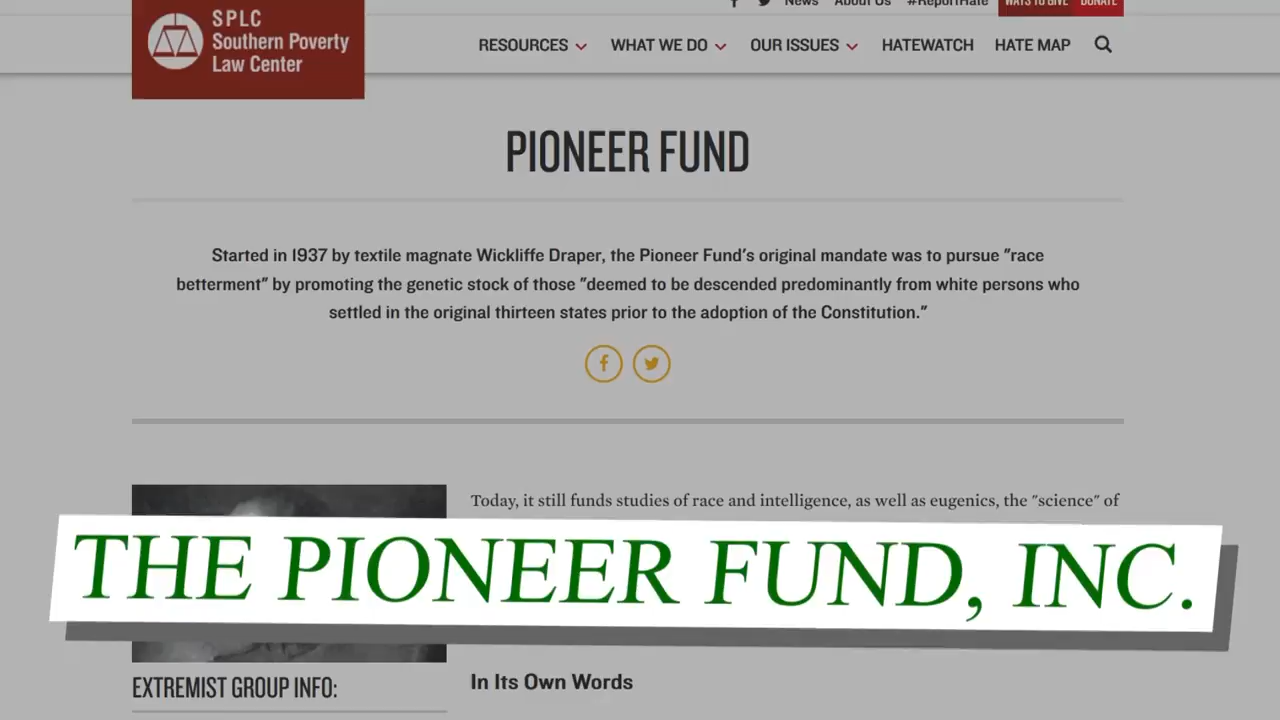 News About Us #ReportHate WAYS TO GIVE DONATE
SPLC
Southern Poverty
Law Center
RESOURCES WHAT WE DO OUR ISSUES HATEWATCH HATE MAP
PIONEER FUND
Started in 1937 by textile magnate Wickliffe Draper, the Pioneer Fund's original mandate was to pursue "race
betterment" by promoting the genetic stock of those "deemed to be descended predominantly from white persons who
settled in the original thirteen states prior to the adoption of the Constitution."
Today, it still funds studies of race and intelligence, as well as eugenics, the "science" of
THE PIONEER FUND, INC.
EXTREMIST GROUP INFO:
In Its Own Words